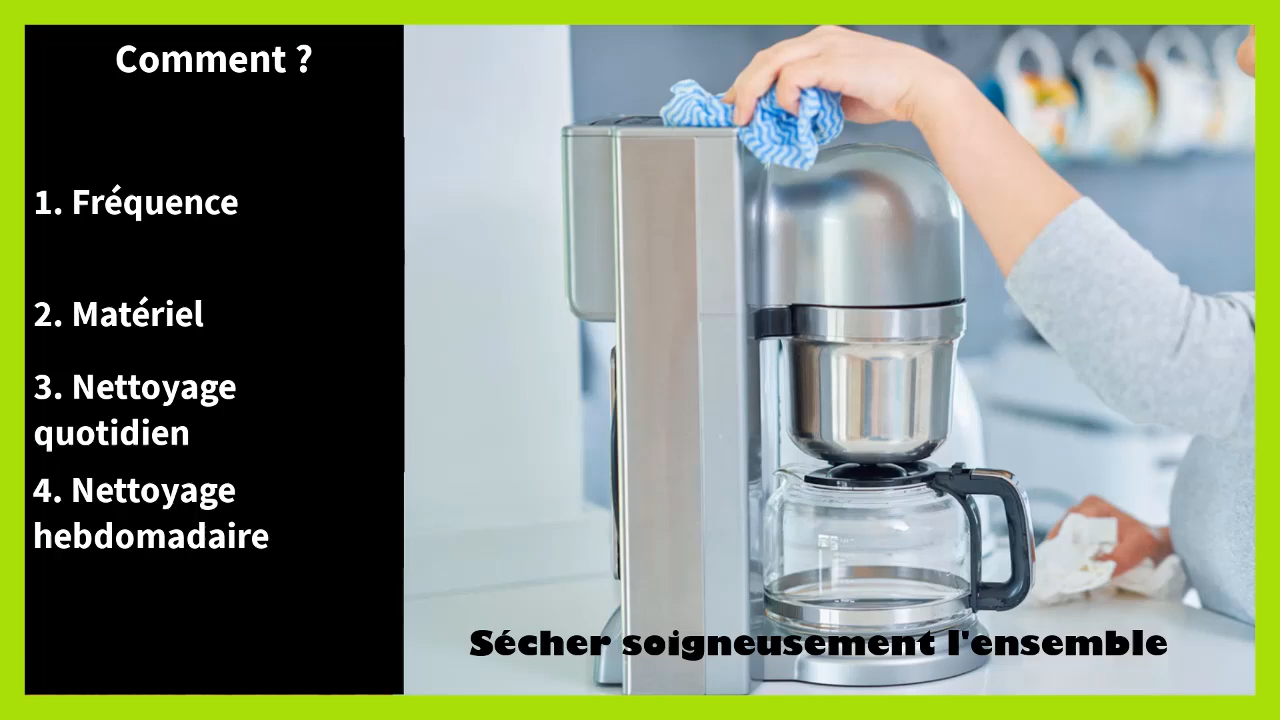 Comment ?
1. Fréquence
2. Matériel
3. Nettoyage
quotidien
4. Nettoyage
hebdomadaire
Sécher soigneusement l'ensemble